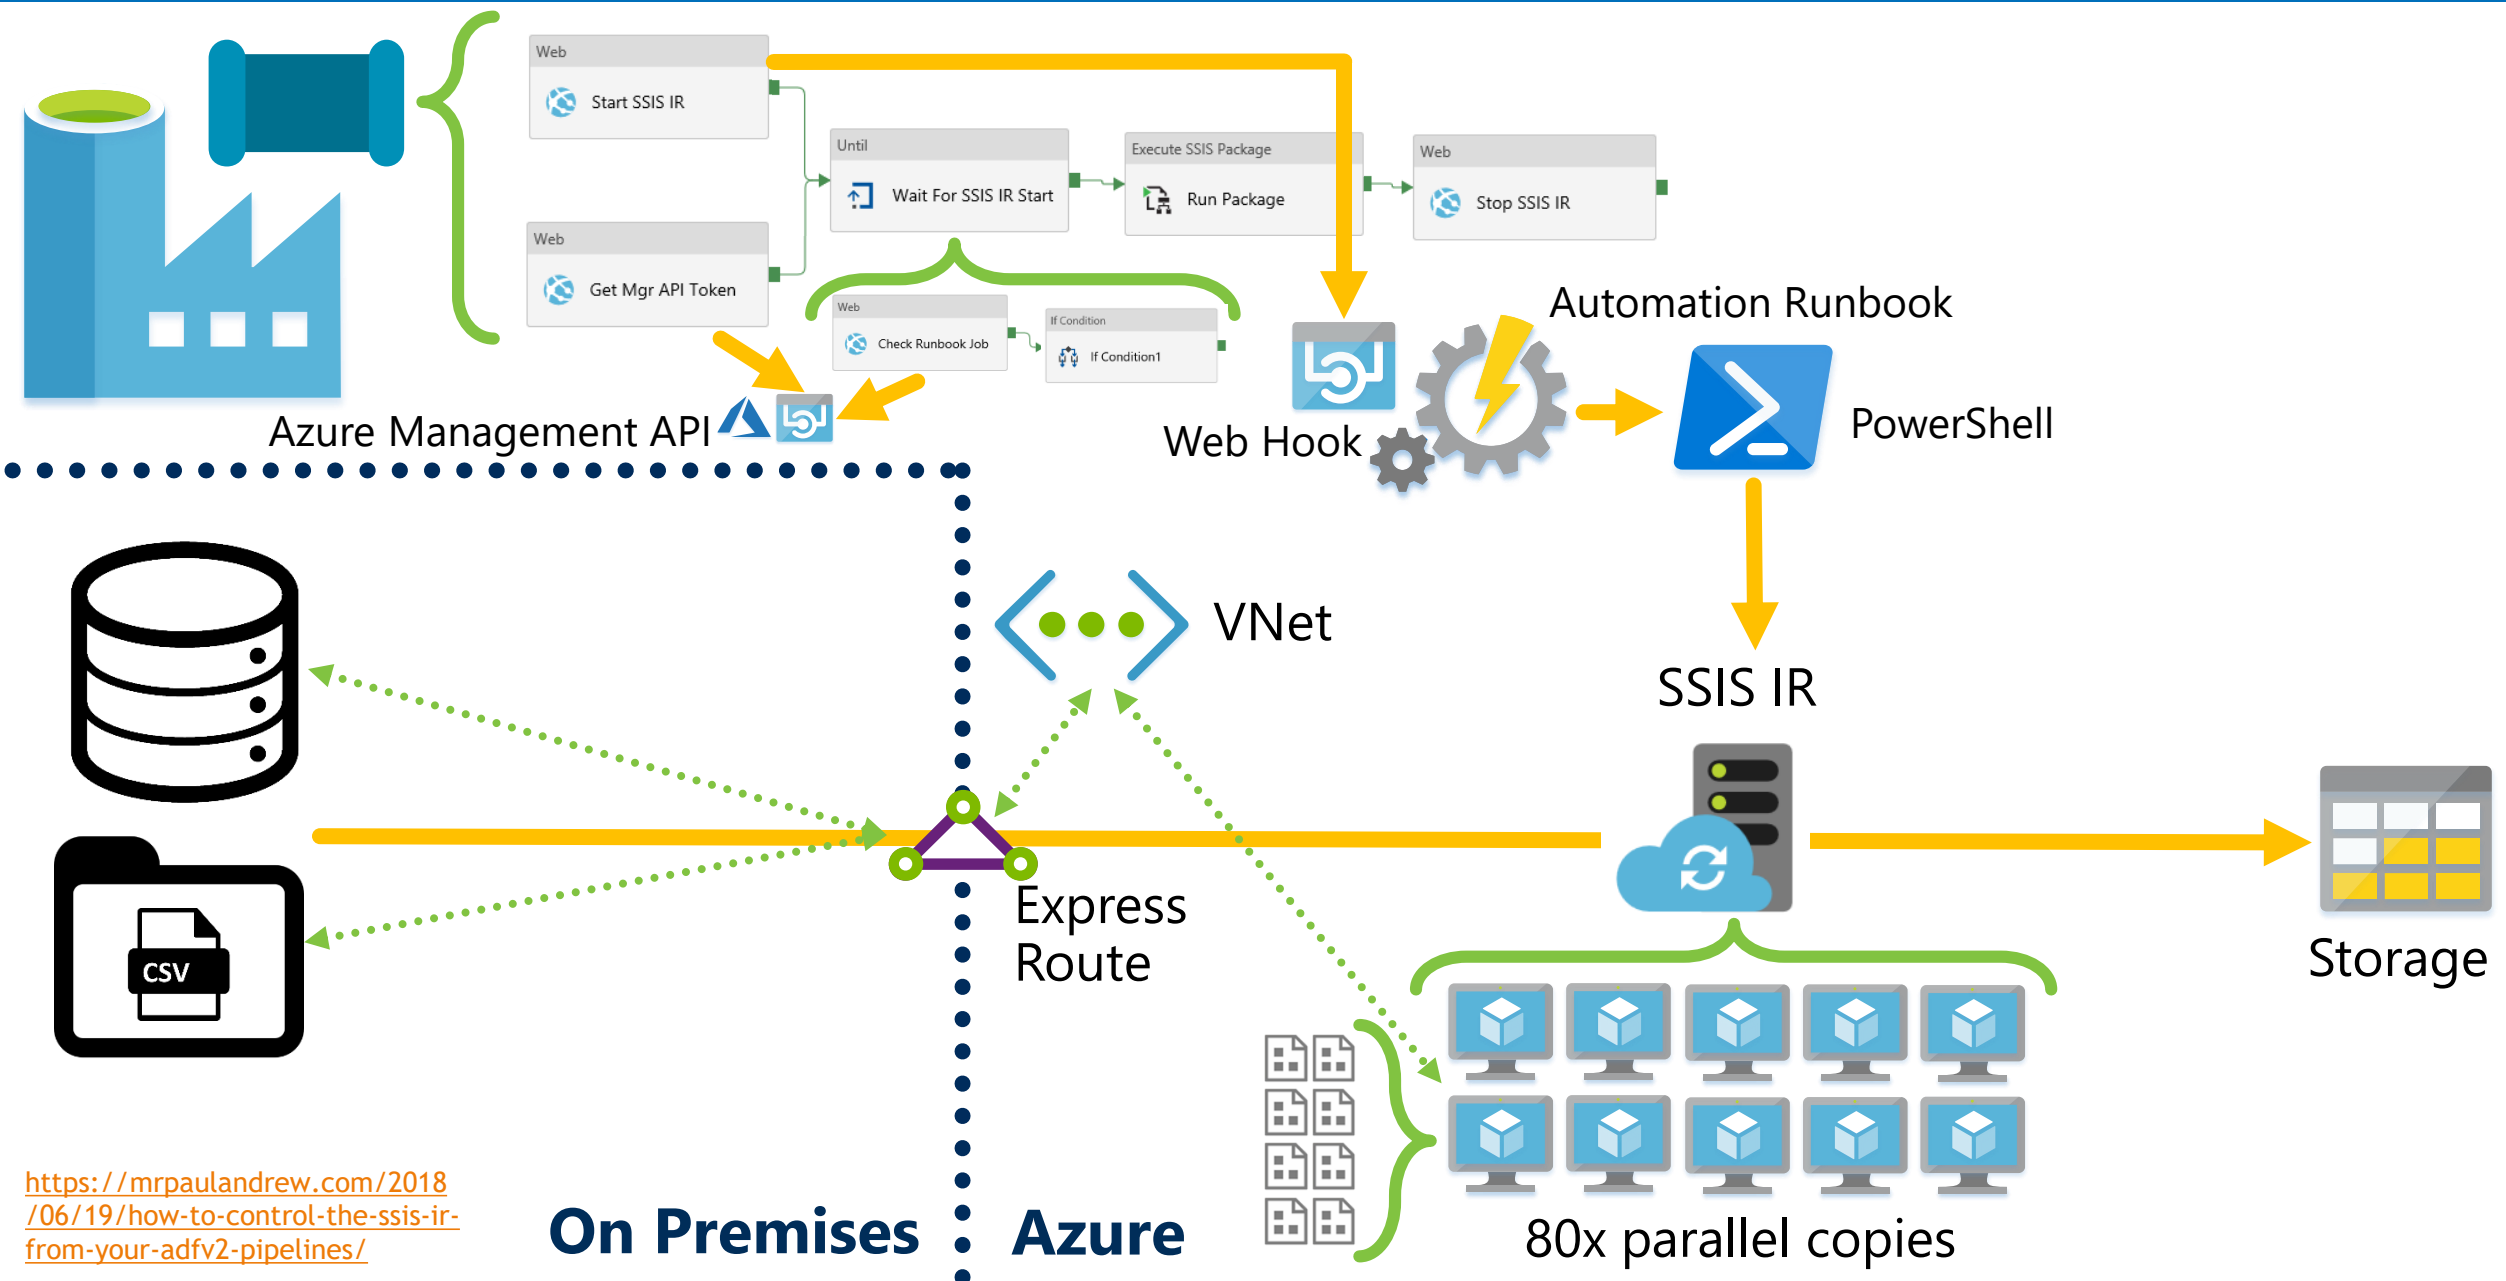 Web
Start SSIS IR
Until
Wait For SSIS IR Start
Execute SSIS Package
Run Package
Web
Stop SSIS IR
Web
Get Mgr API Token
Web
Check Runbook Job
If Condition
If Condition1
Automation Runbook
Azure Management API
Web Hook
PowerShell
VNet
SSIS IR
Express
Route
CSV
Storage
https://mrpaulandrew.com/2018
/06/19/how-to-control-the-ssis-ir-
from-your-adfv2-pipelines/
On Premises
Azure
80x parallel copies